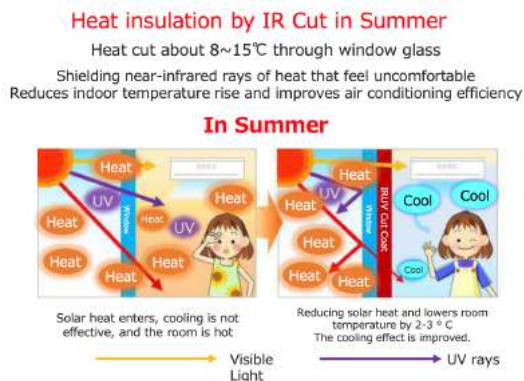 Heat insulation by IR Cut in Summer
Heat cut about 8~15℃ through window glass
Shielding near-infrared rays of heat that feel uncomfortable
Reduces indoor temperature rise and improves air conditioning efficiency
In Summer
Heat
UV
Heat
Heat
Heat
Heat
Window
Heat
UV
Heat
Heat
UV
Heat
Heat
Heat
Heat
Window
IRUV Cut Coat
Cool
Cool
Cool
Solar heat enters, cooling is not
effective, and the room is hot
Reducing solar heat and lowers room
temperature by 2-3 ° C
The cooling effect is improved.
Visible
Light
UV rays